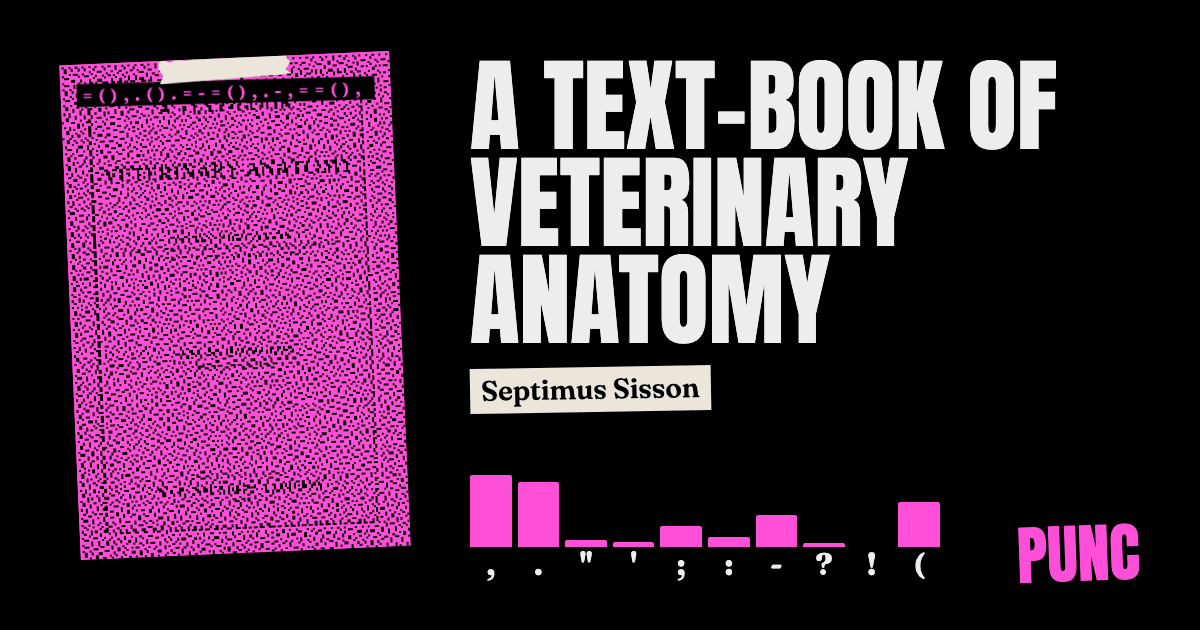 =(),.().=-=(),.-,==(),
VETERINARY ANATOMY
A TEXT-BOOK OF
VETERINARY
ANATOMY
Septimus Sisson
, . " ' ; : - ? ! (
PUNC